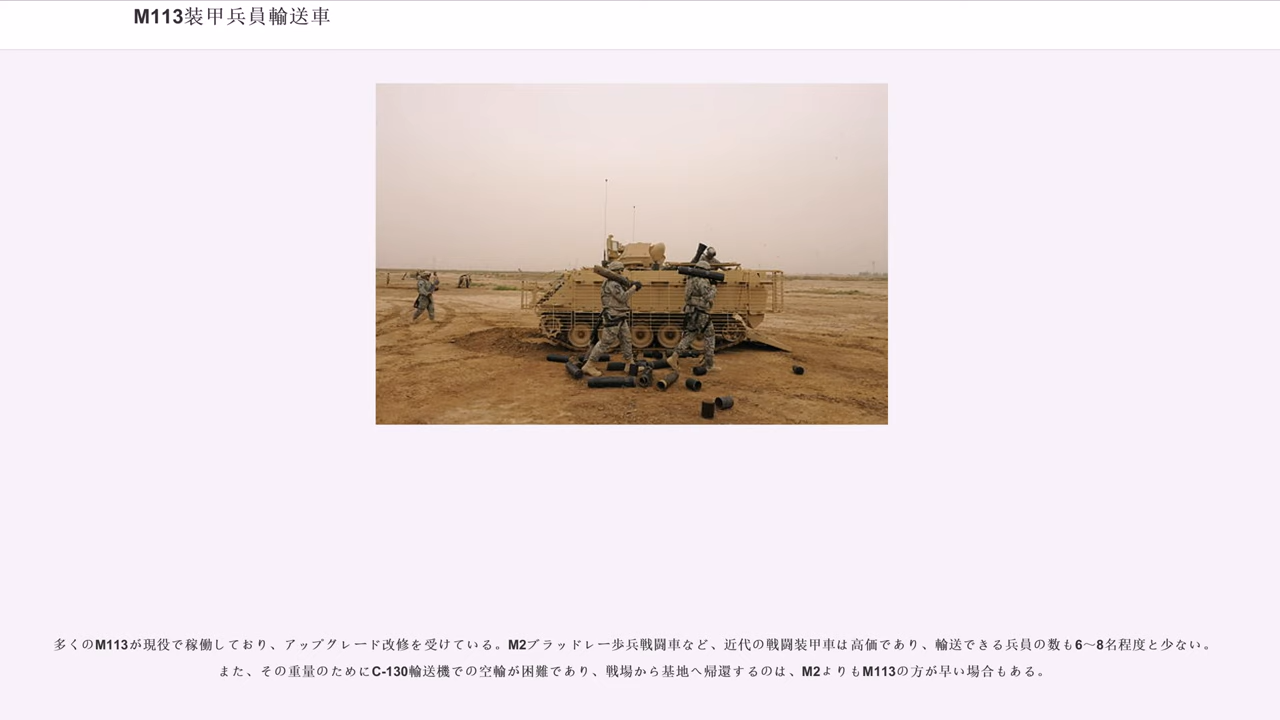 M113装甲兵員輸送車
多くのM113が現役で稼働しており、アップグレード改修を受けている。M2ブラッドレー歩兵戦闘車など、近代の戦闘装甲車は高価であり、輸送できる兵員の数も6〜8名程度と少ない。
また、その重量のためにC-130輸送機での空輸が困難であり、戦場から基地へ帰還するのは、M2よりもM113の方が早い場合もある。